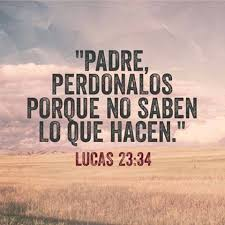 "PADRE,
PERDONALOS
PORQUE NO SABEN
LO QUE HACEN."
LUCAS 23:34